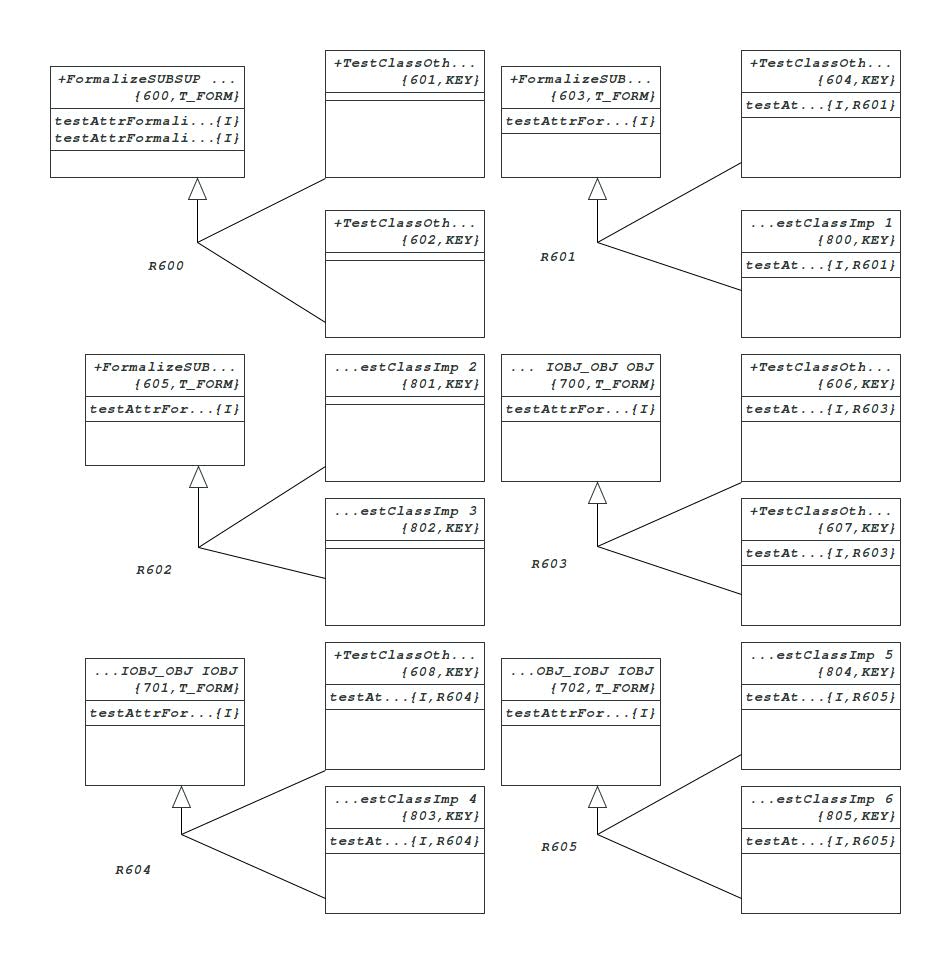 +FormalizeSUBSUP ...
{600,T_FORM}
testAttrFormali...{I}
testAttrFormali...{I}
+TestClassOth...
{601,KEY}
+TestClassOth...
{602,KEY}
R600
+FormalizeSUB...
{603,T_FORM}
testAttrFor...{I}
+TestClassOth...
{604,KEY}
testAt...{I,R601}
...estClassImp 1
{800,KEY}
testAt...{I,R601}
R601
+FormalizeSUB...
{605,T_FORM}
testAttrFor...{I}
...estClassImp 2
{801,KEY}
...estClassImp 3
{802,KEY}
R602
... IOBJ_OBJ OBJ
{700,T_FORM}
testAttrFor...{I}
+TestClassOth...
{606,KEY}
testAt...{I,R603}
+TestClassOth...
{607,KEY}
testAt...{I,R603}
R603
...IOBJ_OBJ IOBJ
{701,T_FORM}
testAttrFor...{I}
+TestClassOth...
{608,KEY}
testAt...{I,R604}
...estClassImp 4
{803,KEY}
testAt...{I,R604}
R604
...OBJ_IOBJ IOBJ
{702,T_FORM}
testAttrFor...{I}
...estClassImp 5
{804,KEY}
testAt...{I,R605}
...estClassImp 6
{805,KEY}
testAt...{I,R605}
R605